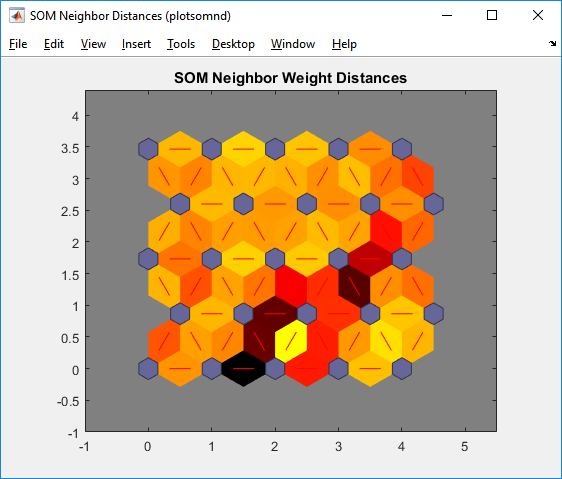 SOM Neighbor Distances (plotsomnd)
File Edit View Insert Tools Desktop Window Help
SOM Neighbor Weight Distances
4
3.5
3
2.5
2
1.5
1
0.5
0
-0.5
-1
-1 0 1 2 3 4 5